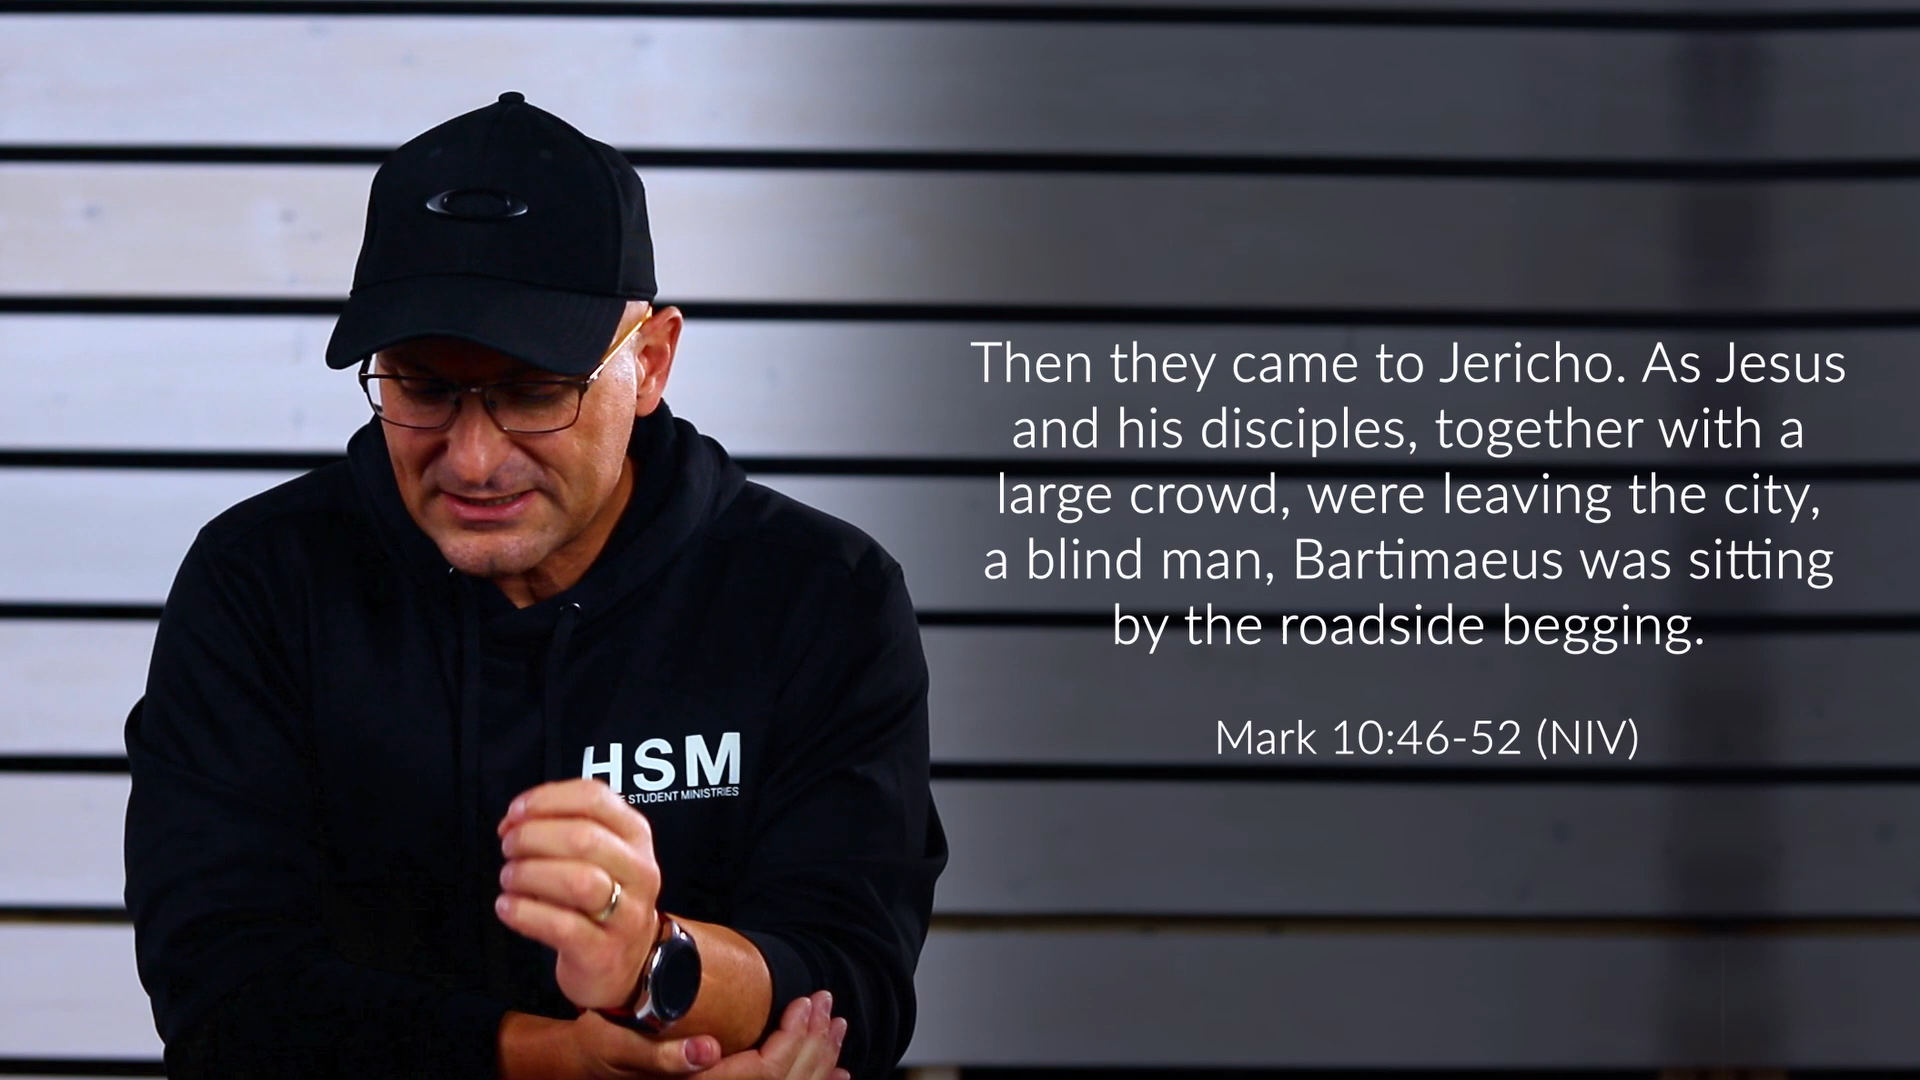 Then they came to Jericho. As Jesus
and his disciples, together with a
large crowd, were leaving the city,
a blind man, Bartimaeus was sitting
by the roadside begging.
Mark 10:46-52 (NIV)
HSM
STUDENT MINISTRIES